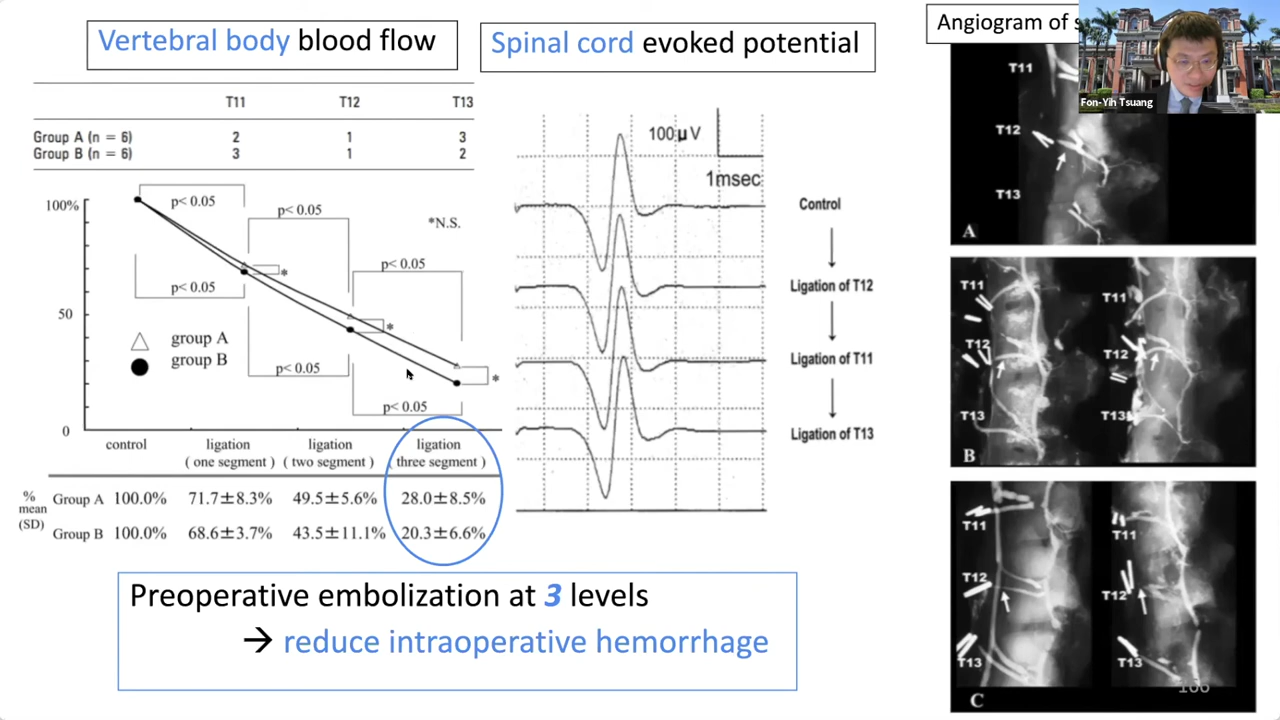 Vertebral body blood flow
T11 T12 T13
Group A (n = 6) 2 1 3
Group B (n = 6) 3 1 2
100%
50
0
p< 0.05
p< 0.05
*N.S.
p< 0.05
p< 0.05
*
*
p< 0.05
*
p< 0.05
group A
group B
control
ligation
( one segment )
ligation
( two segment )
ligation
( three segment )
%
mean
(SD)
Group A 100.0% 71.7±8.3% 49.5±5.6% 28.0±8.5%
Group B 100.0% 68.6±3.7% 43.5±11.1% 20.3±6.6%
Spinal cord evoked potential
100μV
1msec
Control
Ligation of T12
Ligation of T11
Ligation of T13
Preoperative embolization at 3 levels
→ reduce intraoperative hemorrhage
Angiogram of
Fon-Yih Tsuang
T11
T12
T13
A
T11
T12
T13
T11
T12
T13
B
T11
T12
T13
T11
T12
T13
C
166